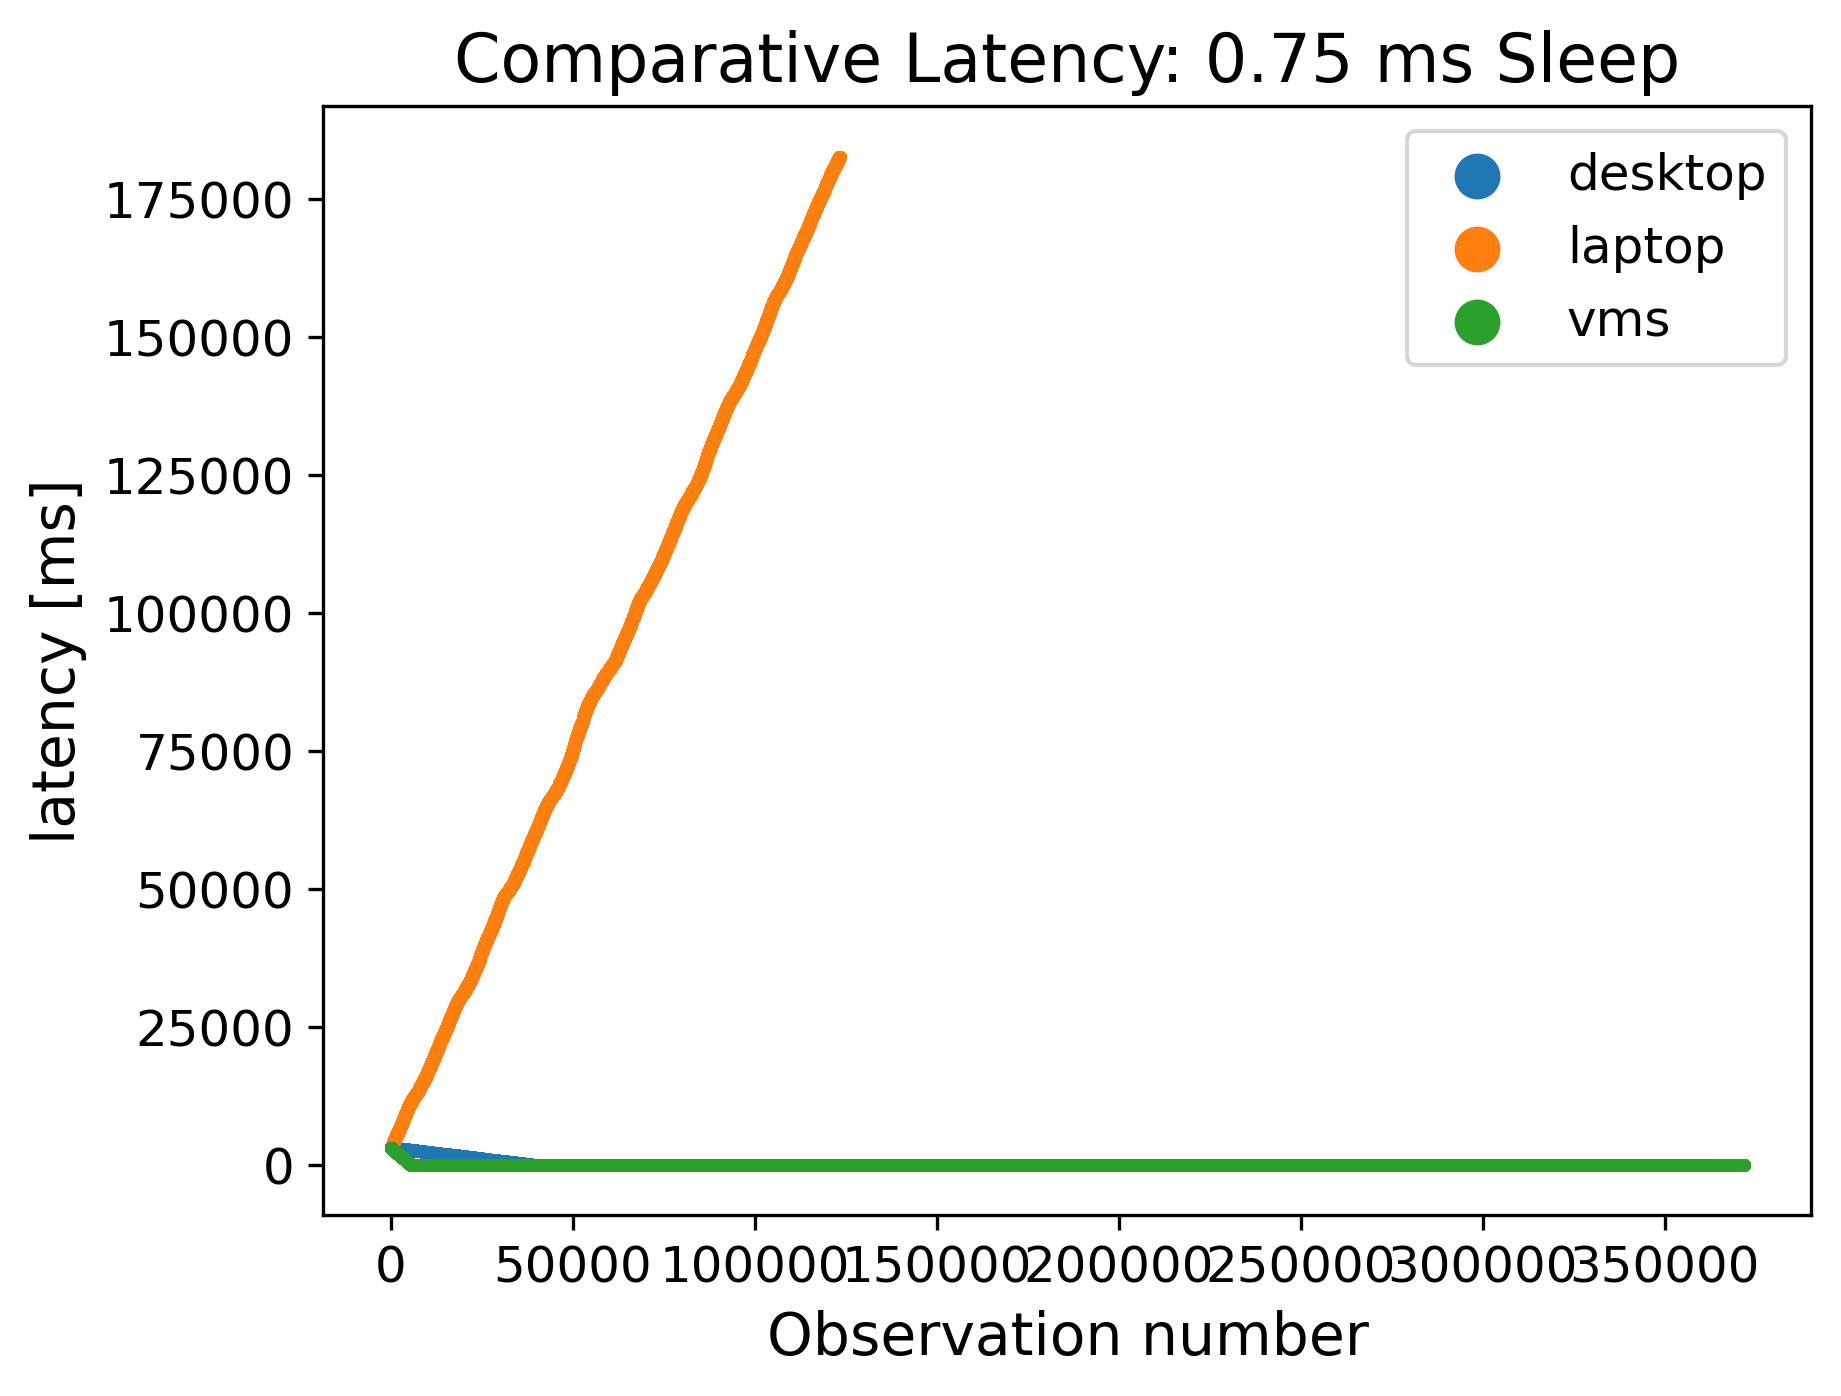 Comparative Latency: 0.75 ms Sleep
desktop
laptop
vms
latency [ms]
175000
150000
125000
100000
75000
50000
25000
0
0 50000 100000 150000 200000 250000 300000 350000
Observation number